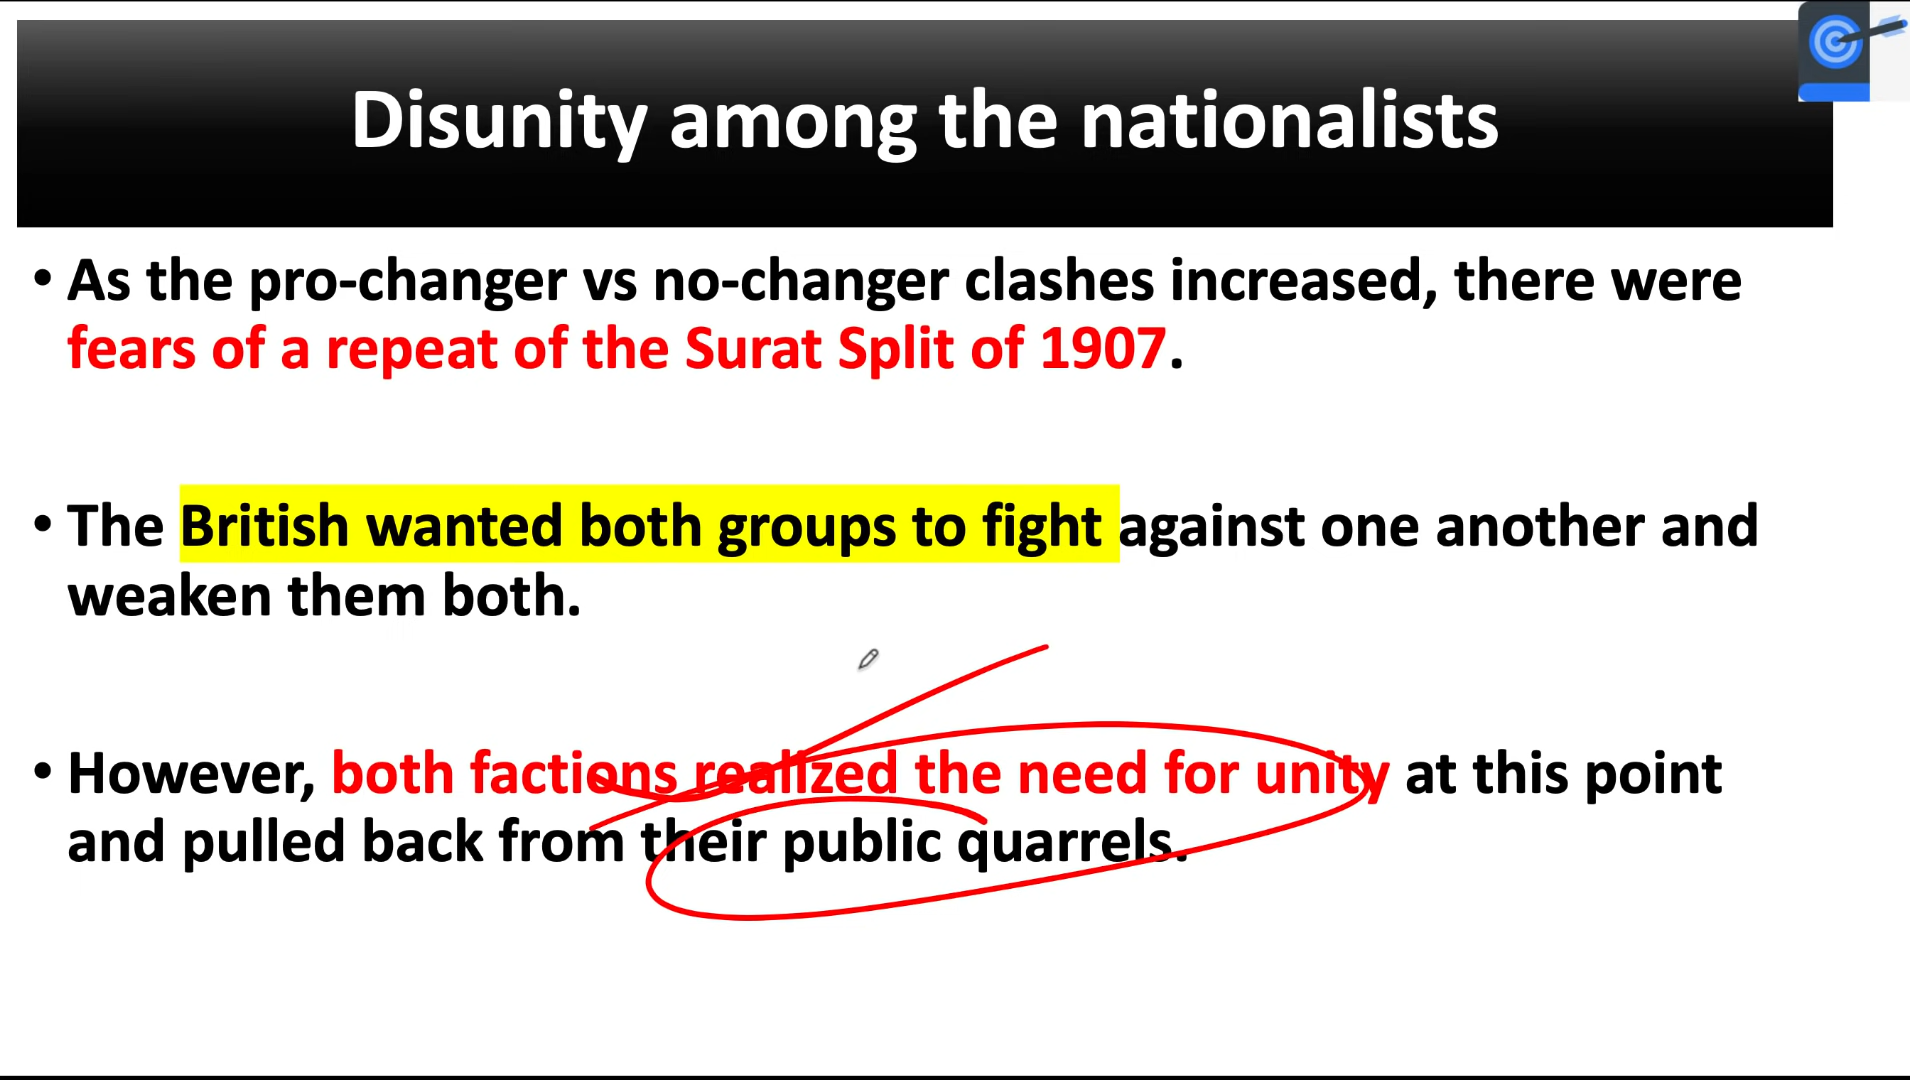 Disunity among the nationalists
• As the pro-changer vs no-changer clashes increased, there were
fears of a repeat of the Surat Split of 1907.
• The British wanted both groups to fight against one another and
weaken them both.
• However, both factions realized the need for unity at this point
and pulled back from their public quarrels.